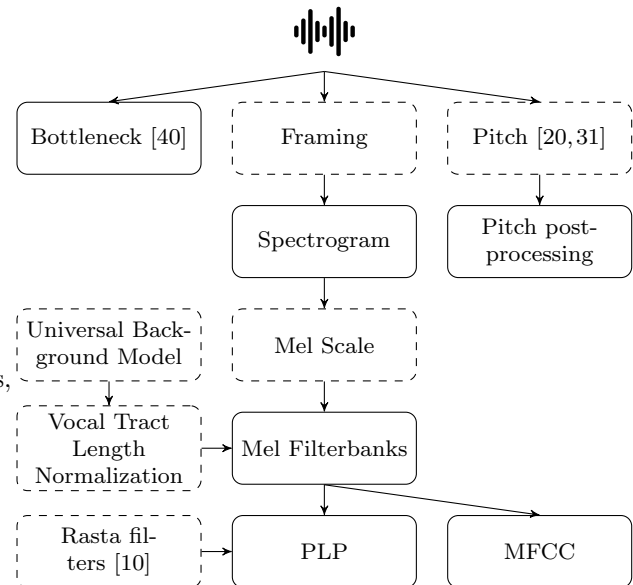 Bottleneck [40]
Framing
Pitch [20, 31]
Spectrogram
Pitch post-
processing
Universal Back-
ground Model
Mel Scale
s,
Vocal Tract
Length
Normalization
Mel Filterbanks
Rasta fil-
ters [10]
PLP
MFCC